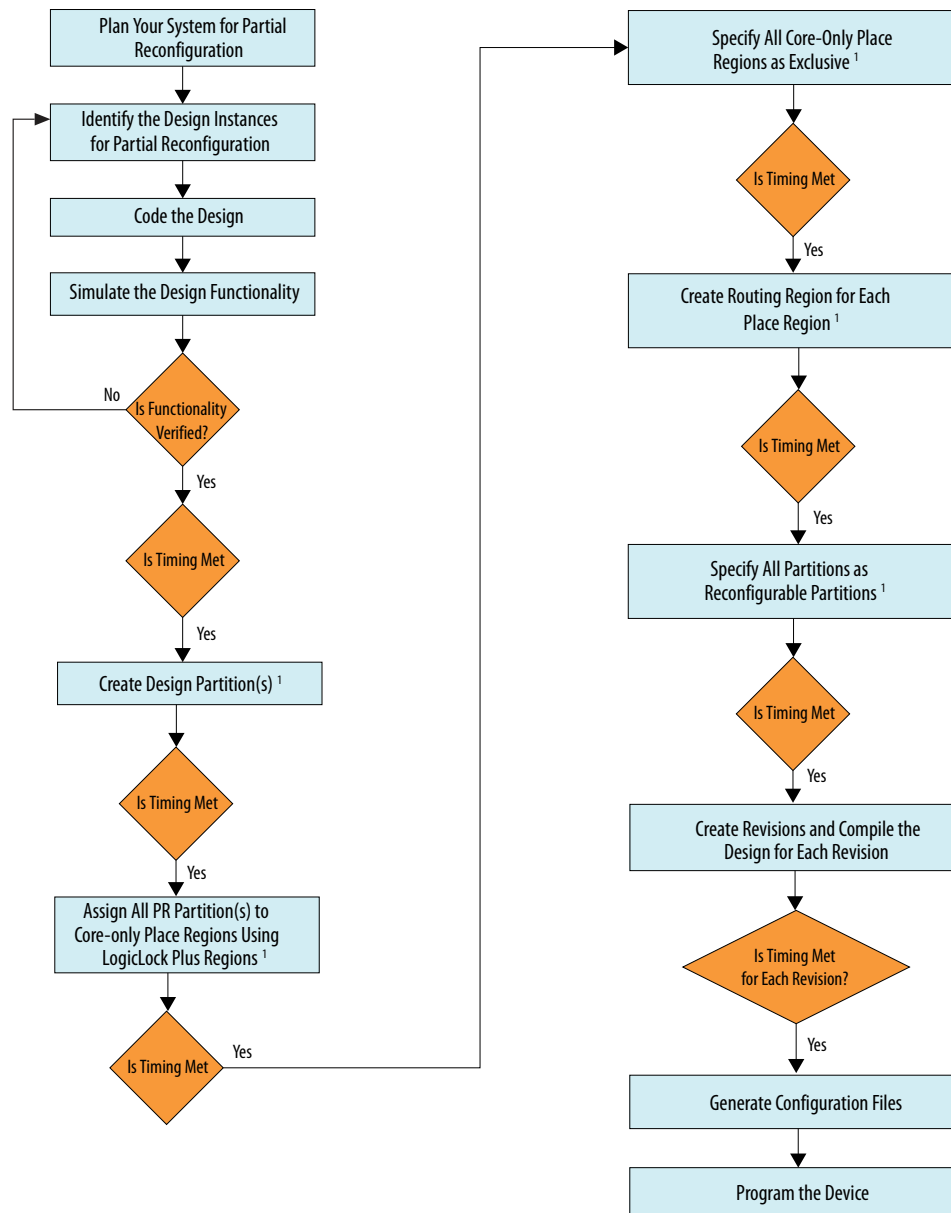 Plan Your System for Partial
Reconfiguration
Identify the Design Instances
for Partial Reconfiguration
Code the Design
Simulate the Design Functionality
No
Is Functionality
Verified?
Yes
Is Timing Met
Yes
Create Design Partition(s) 1
Is Timing Met
Yes
Assign All PR Partition(s) to
Core-only Place Regions Using
LogicLock Plus Regions 1
Is Timing Met
Yes
Specify All Core-Only Place
Regions as Exclusive 1
Is Timing Met
Yes
Create Routing Region for Each
Place Region 1
Is Timing Met
Yes
Specify All Partitions as
Reconfigurable Partitions 1
Is Timing Met
Yes
Create Revisions and Compile the
Design for Each Revision
Is Timing Met
for Each Revision?
Yes
Generate Configuration Files
Program the Device